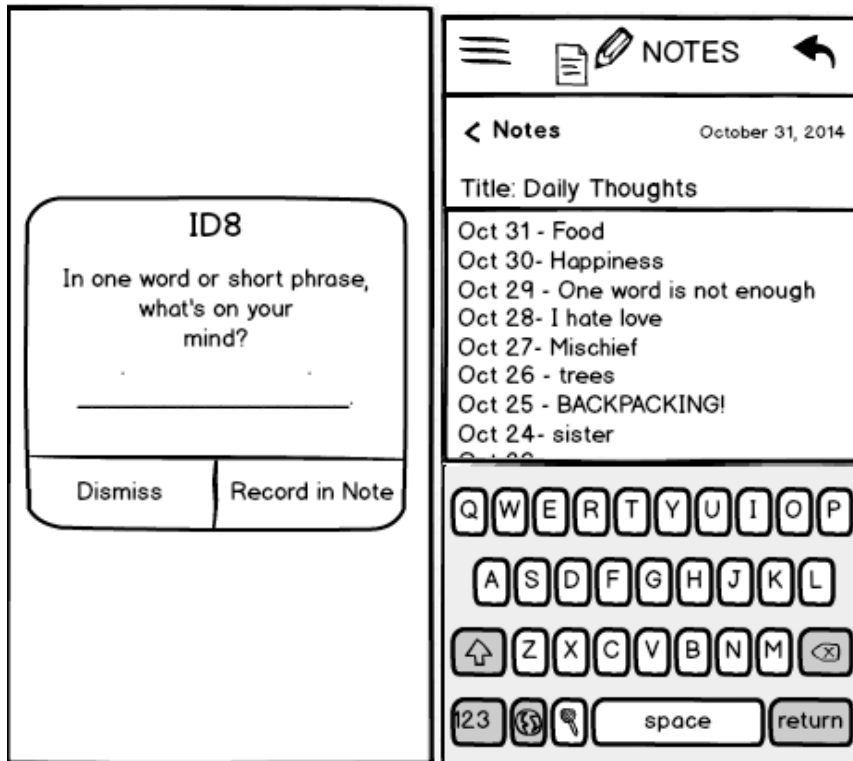 ID8
In one word or short phrase,
what's on your
mind?
Dismiss
Record in Note
NOTES
< Notes
October 31, 2014
Title: Daily Thoughts
Oct 31 - Food
Oct 30- Happiness
Oct 29 - One word is not enough
Oct 28- I hate love
Oct 27- Mischief
Oct 26 - trees
Oct 25 - BACKPACKING!
Oct 24- sister
Q W E R T Y U I O P
A S D F G H J K L
Z X C V B N M
123 space return